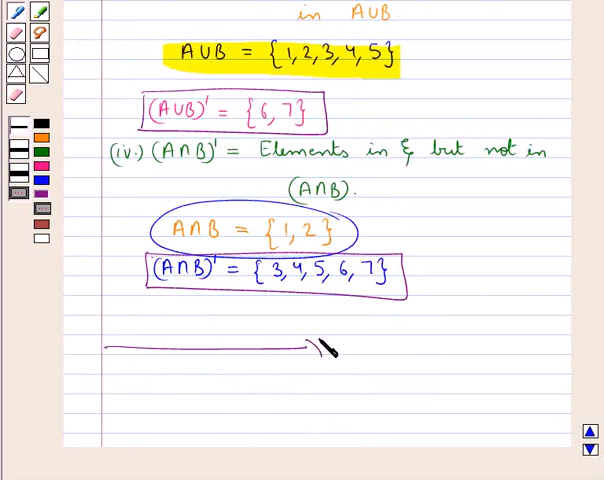 in A∪B
A∪B = {1,2,3,4,5}
(A∪B)' = {6,7}
(iv.) (A∩B)' = Elements in ξ but not in
(A∩B).
A∩B = {1,2}
(A∩B)' = {3,4,5,6,7}